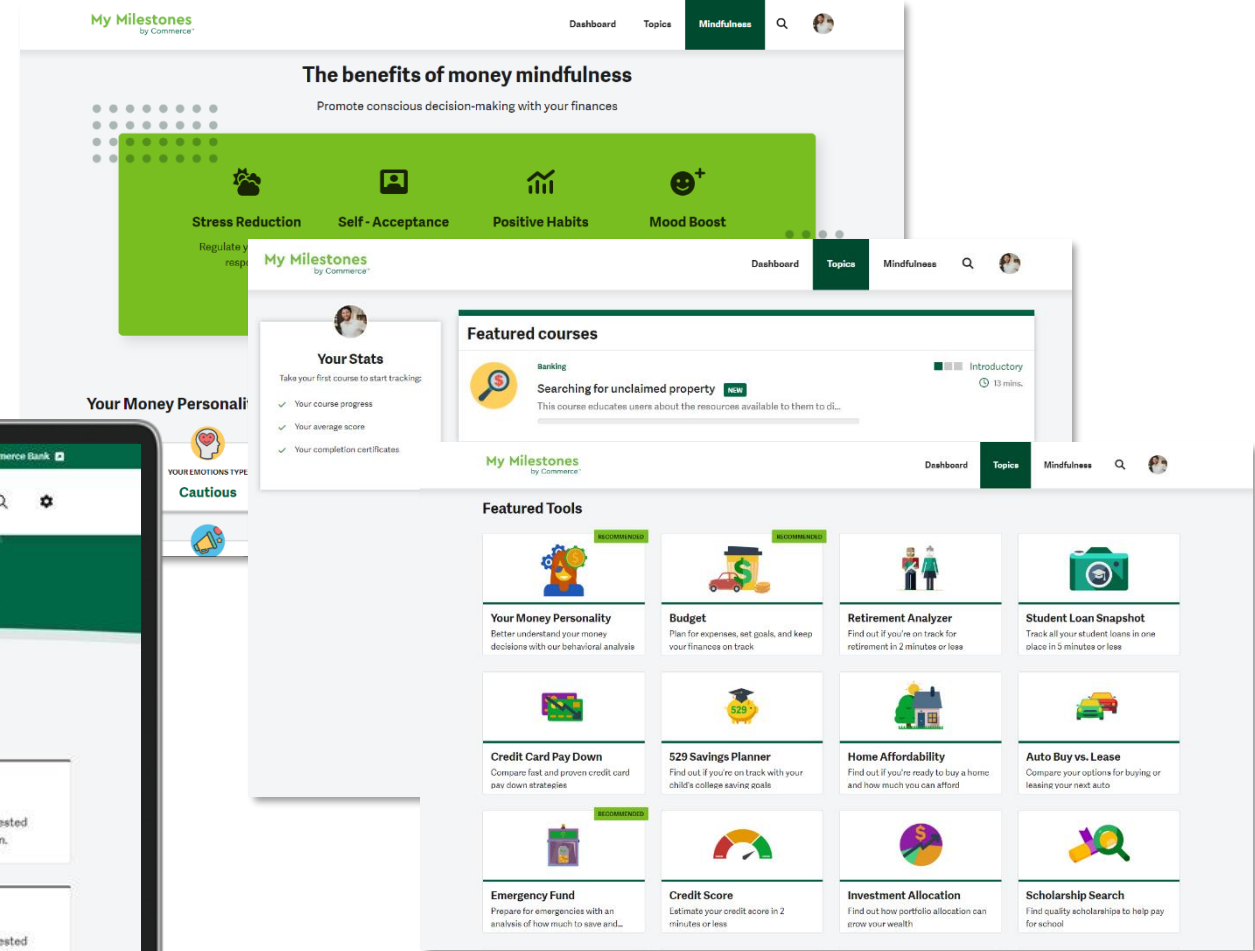 My Milestones
by Commerce
Dashboard
Topics
Mindfulness
The benefits of money mindfulness
Promote conscious decision-making with your finances
Stress Reduction
Self - Acceptance
Positive Habits
Mood Boost
Regulate
Your Money
YOUR EMOTIONS TYPE
Cautious
My Milestones
by Commerce
Dashboard
Topics
Mindfulness
Your Stats
Take your first course to start tracking:
Your course progress
Your average score
Your completion certificates
Featured courses
Banking
Searching for unclaimed property NEW
This course educates users about the resources available to them to di...
Introductory
13 mins.
Bank
My Milestones
by Commerce
Dashboard
Topics
Mindfulness
Featured Tools
RECOMMENDED
Your Money Personality
Better understand your money
decisions with our behavioral analysis
RECOMMENDED
Budget
Plan for expenses, set goals, and keep
your finances on track
Retirement Analyzer
Find out if you're on track for
retirement in 2 minutes or less
Student Loan Snapshot
Track all your student loans in one
place in 5 minutes or less
Credit Card Pay Down
Compare fast and proven credit card
pay down strategies
529
529 Savings Planner
Find out if you're on track with your
child's college saving goals
Home Affordability
Find out if you're ready to buy a home
and how much you can afford
Auto Buy vs. Lease
Compare your options for buying or
leasing your next auto
RECOMMENDED
Emergency Fund
Prepare for emergencies with an
analysis of how much to save and...
Credit Score
Estimate your credit score in 2
minutes or less
Investment Allocation
Find out how portfolio allocation can
grow your wealth
Scholarship Search
Find quality scholarships to help pay
for school